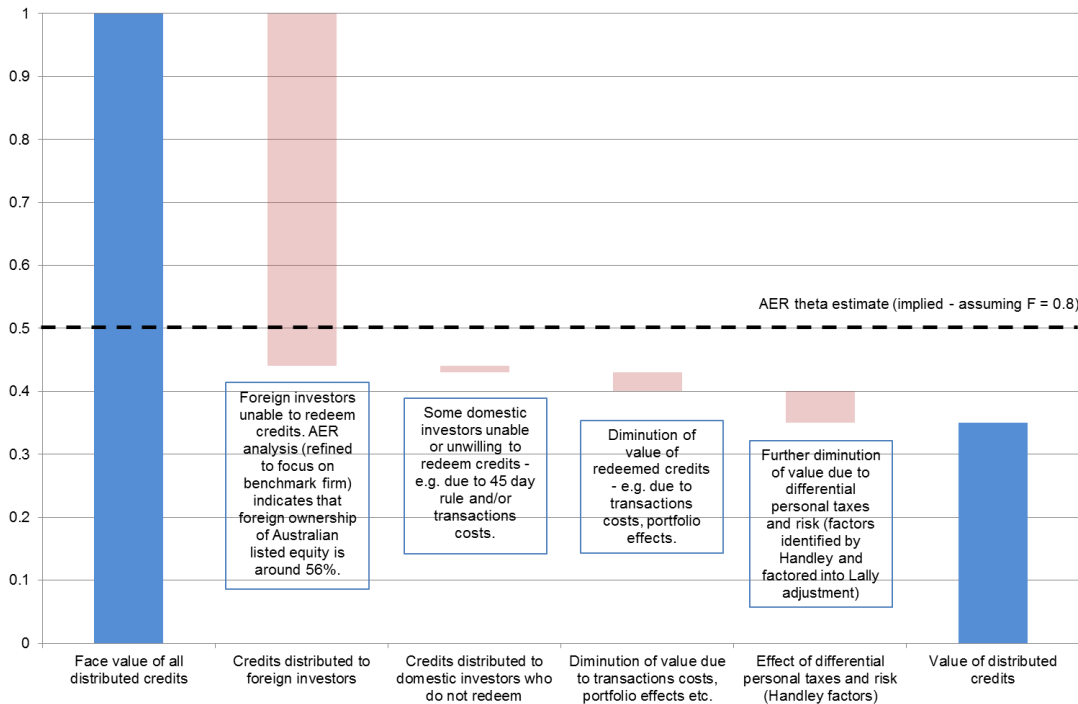 1
0.9
0.8
0.7
0.6
0.5
0.4
0.3
0.2
0.1
0
AER theta estimate (implied - assuming F = 0.8)
Foreign investors
unable to redeem
credits. AER
analysis (refined
to focus on
benchmark firm)
indicates that
foreign ownership
of Australian
listed equity is
around 56%.
Some domestic
investors unable
or unwilling to
redeem credits -
e.g. due to 45 day
rule and/or
transactions
costs.
Diminution of
value of
redeemed credits
- e.g. due to
transactions
costs, portfolio
effects.
Further diminution
of value due to
differential
personal taxes
and risk (factors
identified by
Handley and
factored into Lally
adjustment)
Face value of all
distributed credits
Credits distributed to
foreign investors
Credits distributed to
domestic investors who
do not redeem
Diminution of value due
to transactions costs,
portfolio effects etc.
Effect of differential
personal taxes and risk
(Handley factors)
Value of distributed
credits